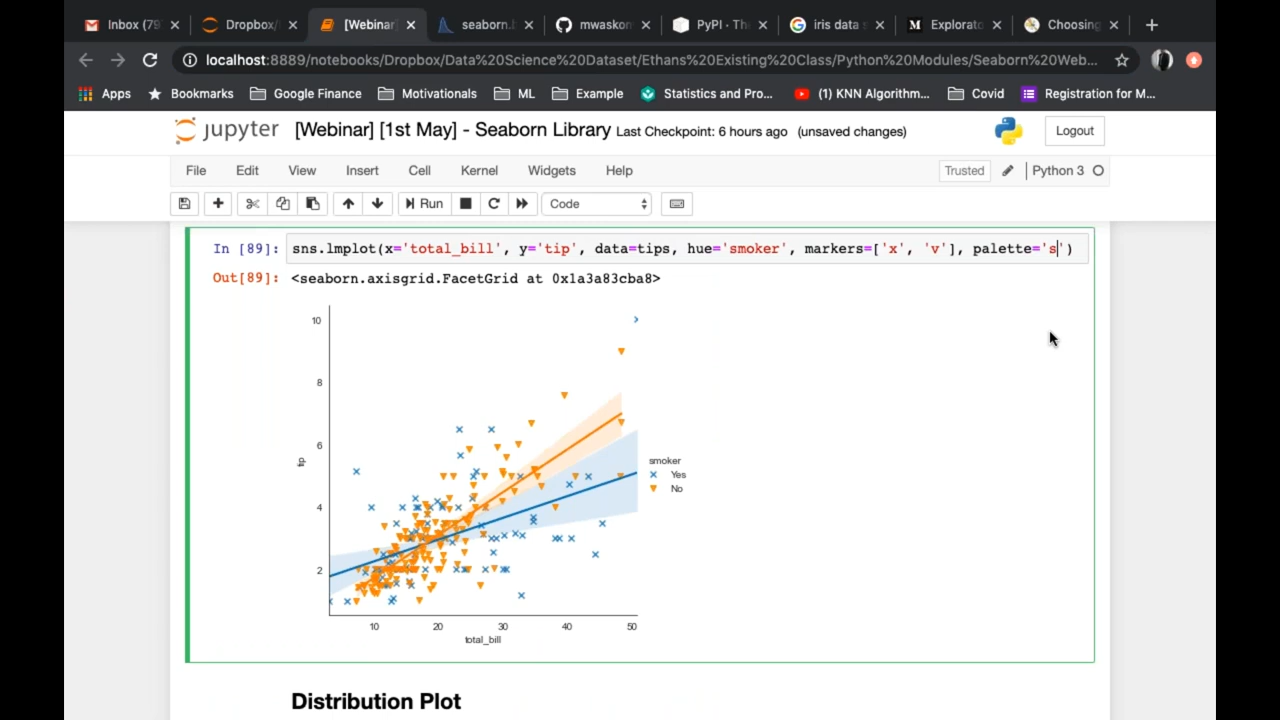 Inbox (79 Dropbox/ [Webinar] seaborn.l mwaskon PyPI · The iris data s Explorato Choosing
localhost:8889/notebooks/Dropbox/Data%20Science%20Dataset/Ethans%20Existing%20Class/Python%20Modules/Seaborn%20Web...
Apps Bookmarks Google Finance Motivationals ML Example Statistics and Pro... (1) KNN Algorithm... Covid Registration for M...
jupyter [Webinar] [1st May] - Seaborn Library Last Checkpoint: 6 hours ago (unsaved changes) Logout
File Edit View Insert Cell Kernel Widgets Help Trusted Python 3
Run Code
In [89]: sns.lmplot(x='total_bill', y='tip', data=tips, hue='smoker', markers=['x', 'v'], palette='s')
Out[89]: <seaborn.axisgrid.FacetGrid at 0x1a3a83cba8>
10
8
6
4
2
tip
smoker
Yes
No
10 20 30 40 50
total_bill
Distribution Plot